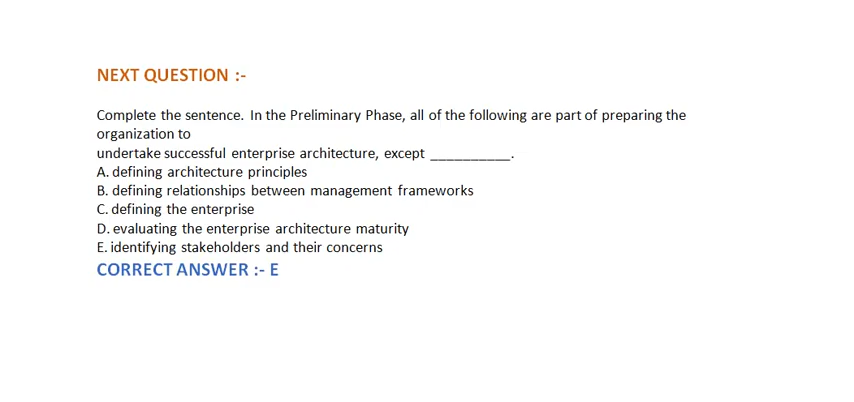 NEXT QUESTION :-
Complete the sentence. In the Preliminary Phase, all of the following are part of preparing the
organization to
undertake successful enterprise architecture, except __________.
A. defining architecture principles
B. defining relationships between management frameworks
C. defining the enterprise
D. evaluating the enterprise architecture maturity
E. identifying stakeholders and their concerns
CORRECT ANSWER :- E